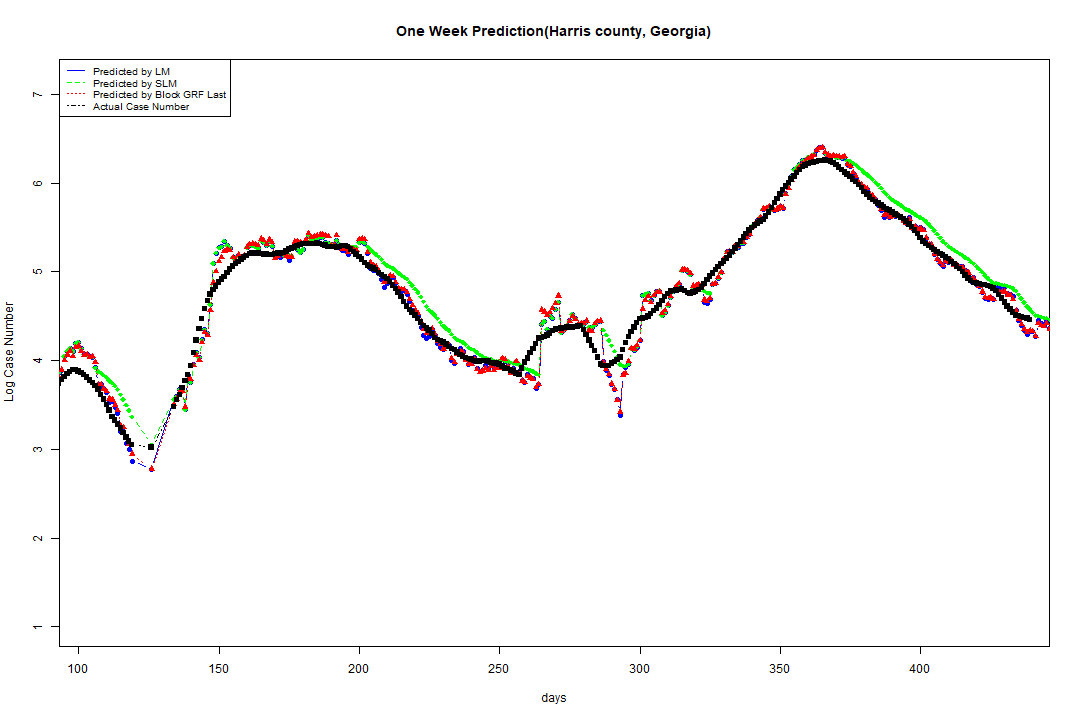 One Week Prediction(Harris county, Georgia)
Predicted by LM
Predicted by SLM
Predicted by Block GRF Last
Actual Case Number
Log Case Number
7
6
5
4
3
2
1
100 150 200 250 300 350 400
days